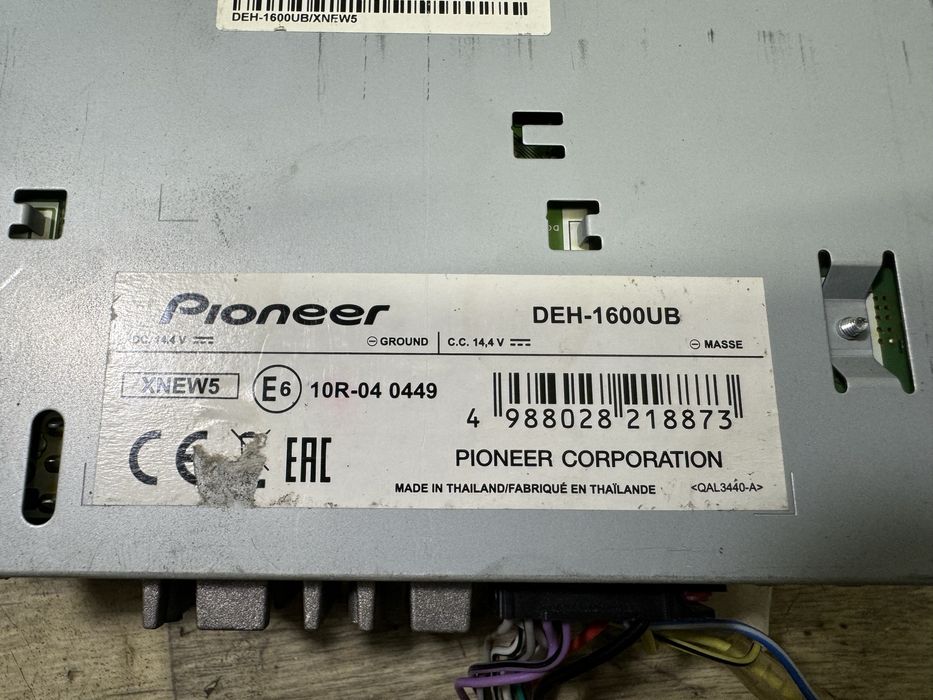 DEH-1600UB/XNEW5
Pioneer DEH-1600UB
DC. 14,4 V GROUND C.C. 14,4 V MASSE
XNEW5 E6 10R-04 0449
4 988028 218873
CE EAC PIONEER CORPORATION
MADE IN THAILAND/FABRIQUÉ EN THAÏLANDE <QAL3440-A>